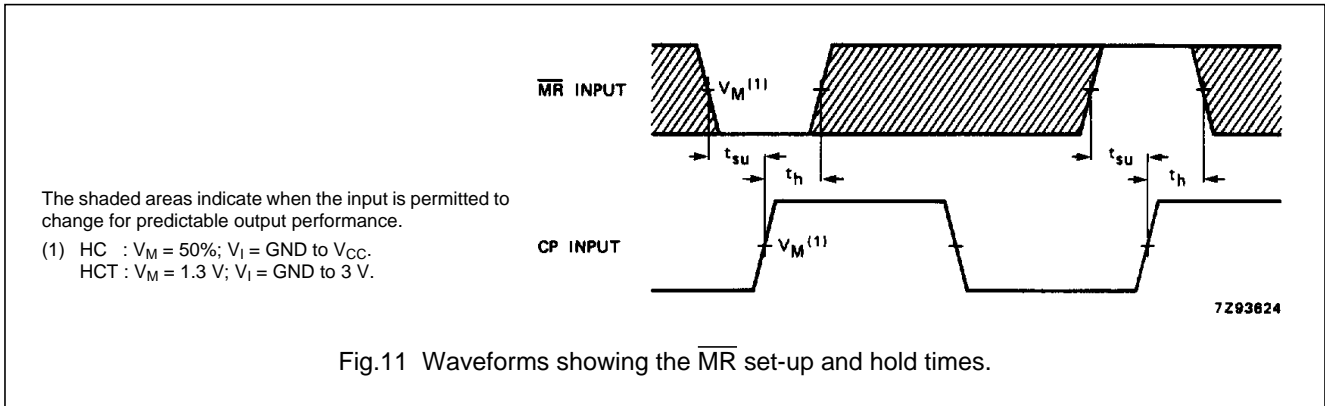 M̅R̅ INPUT
V_M (1)
t_su
t_h
t_su
t_h
The shaded areas indicate when the input is permitted to
change for predictable output performance.
(1) HC : V_M = 50%; V_I = GND to V_CC.
HCT : V_M = 1.3 V; V_I = GND to 3 V.
CP INPUT
V_M (1)
7Z93624
Fig.11 Waveforms showing the M̅R̅ set-up and hold times.